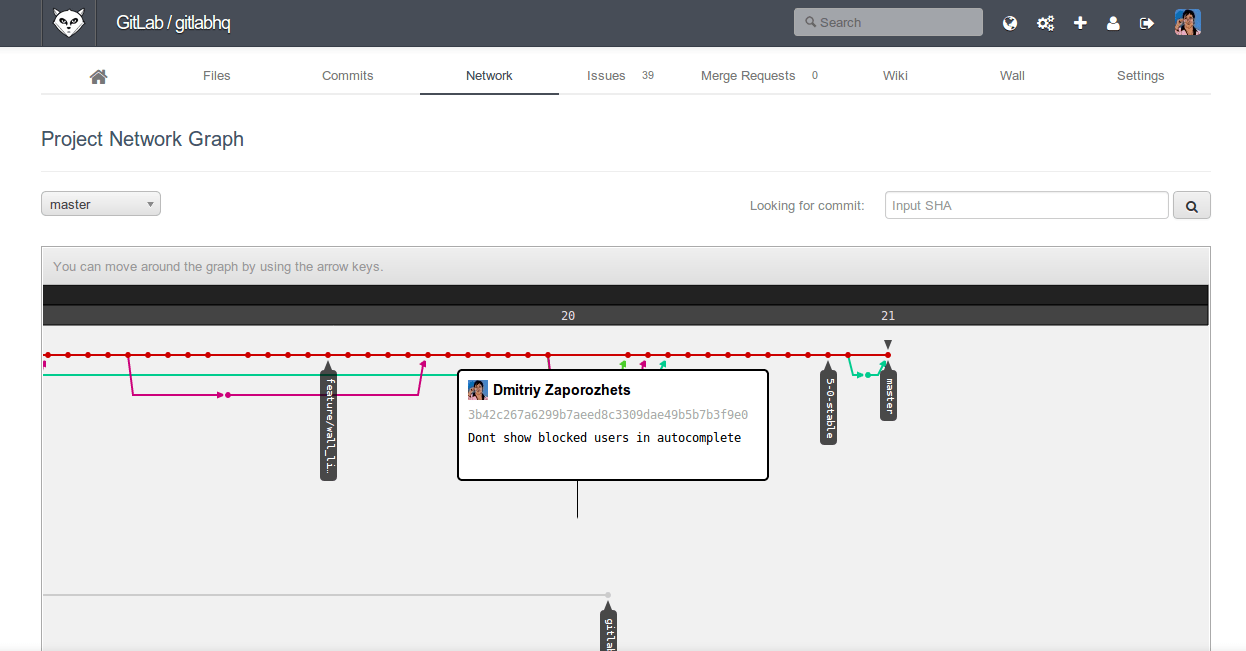 GitLab / gitlabhq
Search
Files
Commits
Network
Issues 39
Merge Requests 0
Wiki
Wall
Settings
Project Network Graph
master
Looking for commit:
Input SHA
You can move around the graph by using the arrow keys.
20
21
feature/wall_li…
Dmitriy Zaporozhets
3b42c267a6299b7aeed8c3309dae49b5b7b3f9e0
Dont show blocked users in autocomplete
5-0-stable
master
gitla